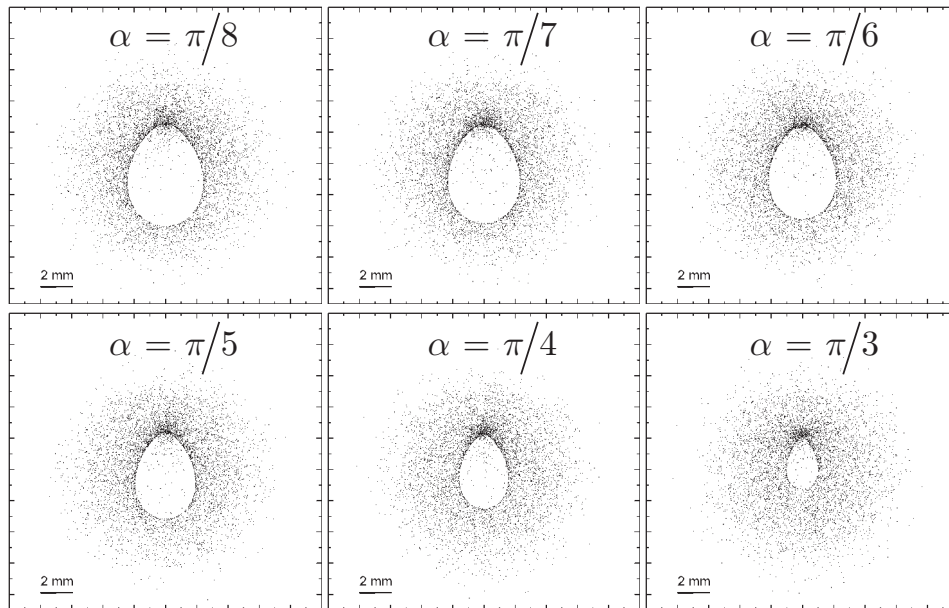 α = π/8
2 mm
α = π/7
2 mm
α = π/6
2 mm
α = π/5
2 mm
α = π/4
2 mm
α = π/3
2 mm